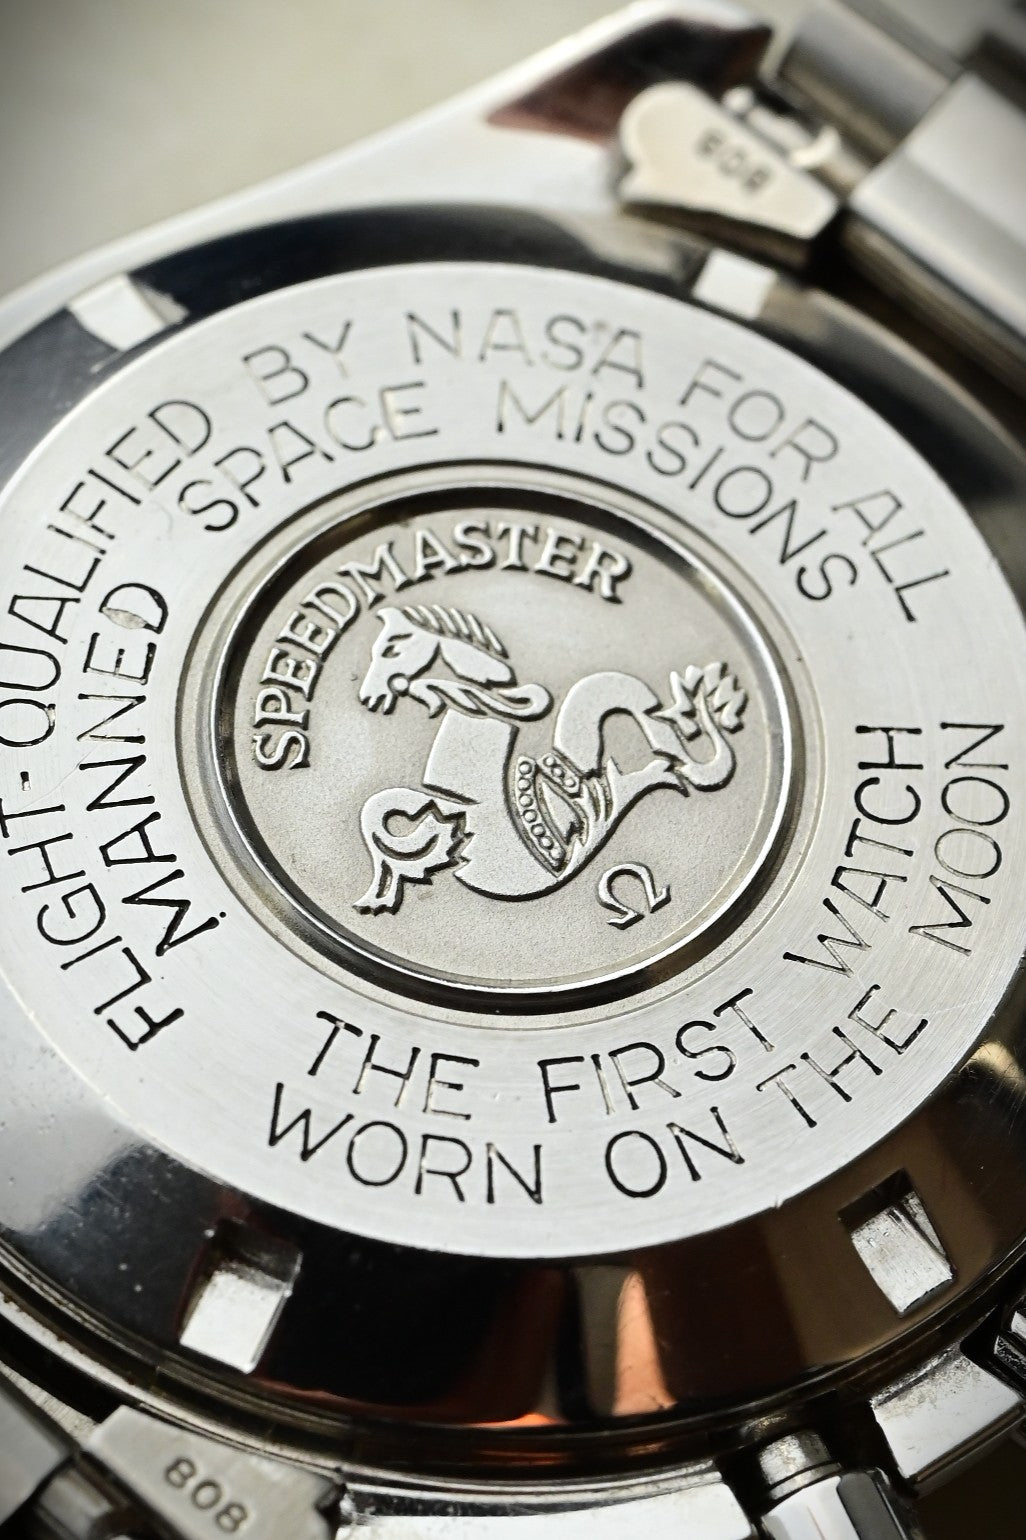 808
FLIGHT-QUALIFIED BY NASA FOR ALL
MANNED SPACE MISSIONS
SPEEDMASTER
Ω
THE FIRST WATCH
WORN ON THE MOON
808